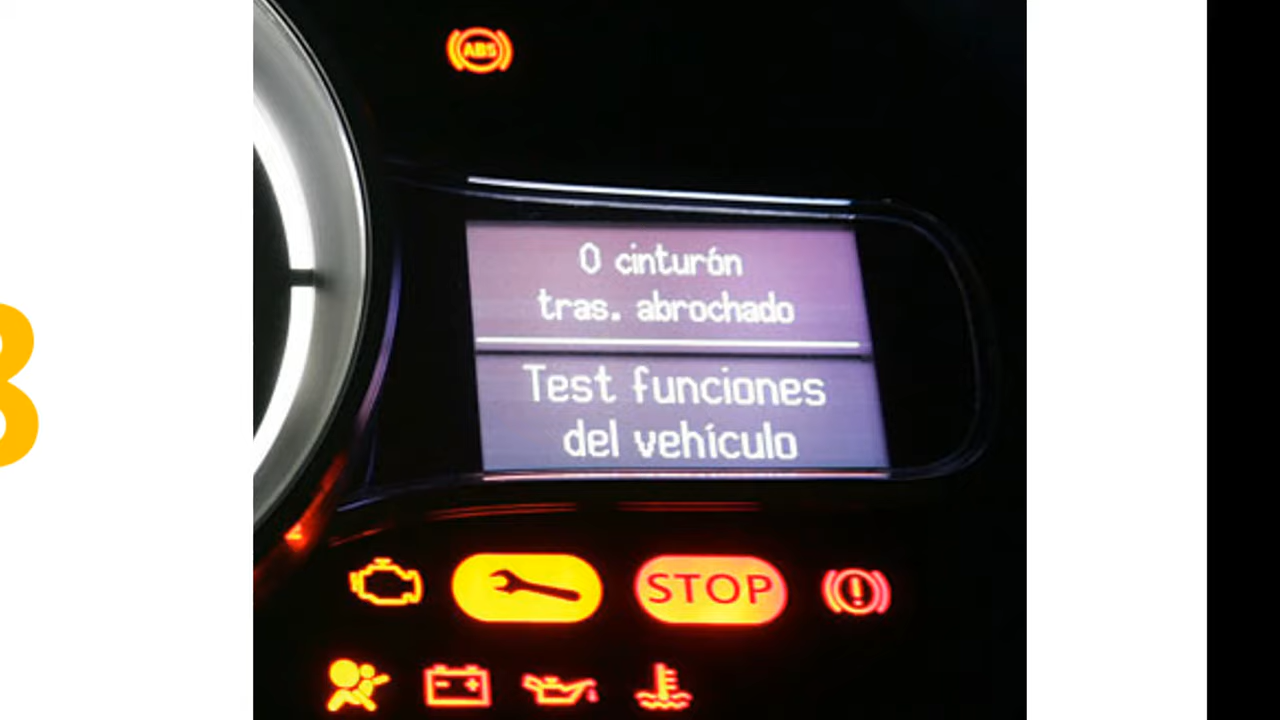 ABS
0 cinturón
tras. abrochado
Test funciones
del vehículo
STOP